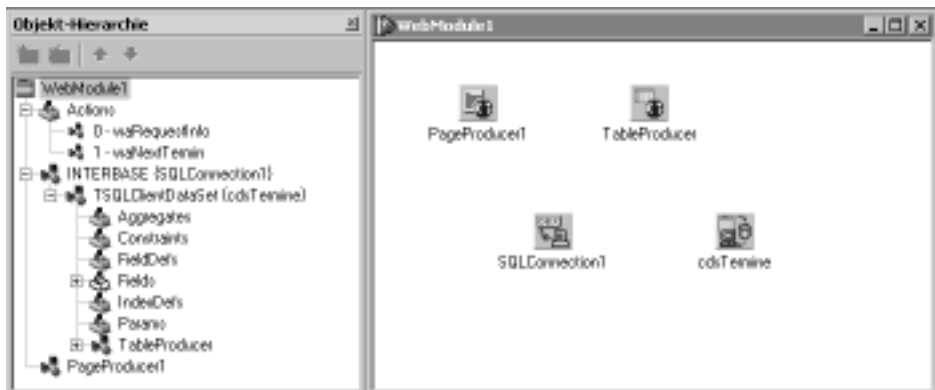 Objekt-Hierarchie
WebModule1
Actions
0 - waRequestInfo
1 - waNextTermin
INTERBASE {SQLConnection1}
TSQLClientDataSet {cdsTermine}
Aggregates
Constraints
FieldDefs
Fields
IndexDefs
Params
TableProducer
PageProducer1
WebModule1
PageProducer1
TableProducer
SQLConnection1
cdsTermine